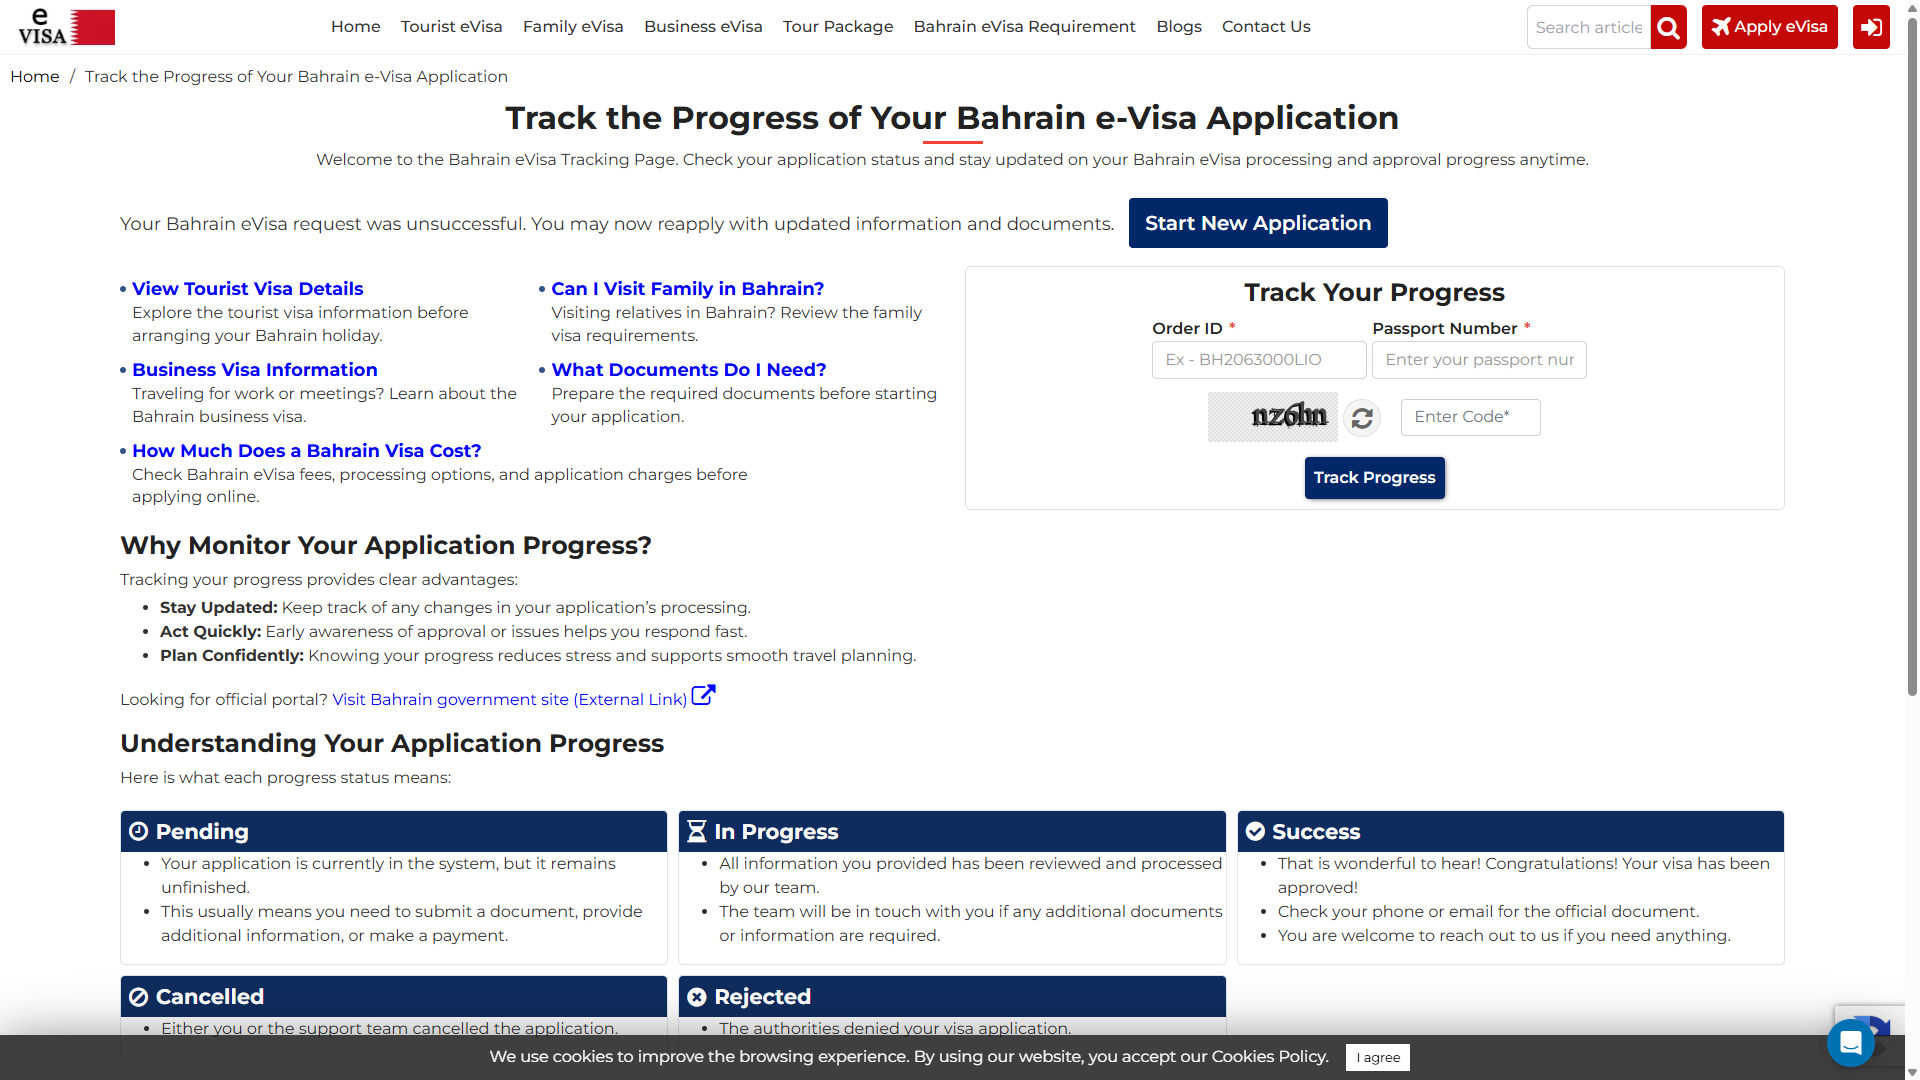 e
VISA
Home Tourist eVisa Family eVisa Business eVisa Tour Package Bahrain eVisa Requirement Blogs Contact Us
Search article
Apply eVisa
Home / Track the Progress of Your Bahrain e-Visa Application
Track the Progress of Your Bahrain e-Visa Application
Welcome to the Bahrain eVisa Tracking Page. Check your application status and stay updated on your Bahrain eVisa processing and approval progress anytime.
Your Bahrain eVisa request was unsuccessful. You may now reapply with updated information and documents.
Start New Application
View Tourist Visa Details
Explore the tourist visa information before
arranging your Bahrain holiday.
Can I Visit Family in Bahrain?
Visiting relatives in Bahrain? Review the family
visa requirements.
Business Visa Information
Traveling for work or meetings? Learn about the
Bahrain business visa.
What Documents Do I Need?
Prepare the required documents before starting
your application.
How Much Does a Bahrain Visa Cost?
Check Bahrain eVisa fees, processing options, and application charges before
applying online.
Track Your Progress
Order ID * Passport Number *
Ex - BH2063000LIO Enter your passport nur
nz6hn
Enter Code*
Track Progress
Why Monitor Your Application Progress?
Tracking your progress provides clear advantages:
• Stay Updated: Keep track of any changes in your application’s processing.
• Act Quickly: Early awareness of approval or issues helps you respond fast.
• Plan Confidently: Knowing your progress reduces stress and supports smooth travel planning.
Looking for official portal? Visit Bahrain government site (External Link)
Understanding Your Application Progress
Here is what each progress status means:
Pending
• Your application is currently in the system, but it remains
unfinished.
• This usually means you need to submit a document, provide
additional information, or make a payment.
In Progress
• All information you provided has been reviewed and processed
by our team.
• The team will be in touch with you if any additional documents
or information are required.
Success
• That is wonderful to hear! Congratulations! Your visa has been
approved!
• Check your phone or email for the official document.
• You are welcome to reach out to us if you need anything.
Cancelled
• Either you or the support team cancelled the application.
Rejected
• The authorities denied your visa application.
We use cookies to improve the browsing experience. By using our website, you accept our Cookies Policy.
I agree